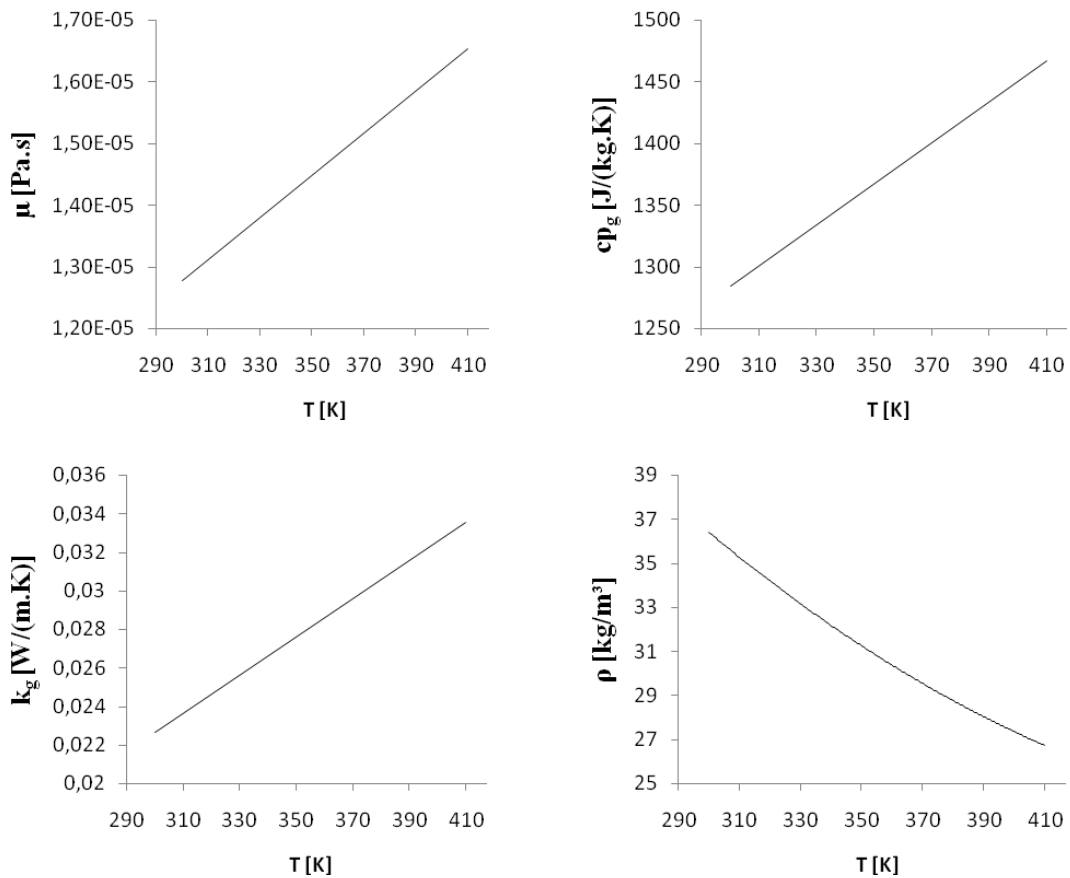 1,70E-05
1,60E-05
1,50E-05
1,40E-05
1,30E-05
1,20E-05
μ [Pa.s]
290 310 330 350 370 390 410
T [K]
1500
1450
1400
1350
1300
1250
cpg [J/(kg.K)]
290 310 330 350 370 390 410
T [K]
0,036
0,034
0,032
0,03
0,028
0,026
0,024
0,022
0,02
kg [W/(m.K)]
290 310 330 350 370 390 410
T [K]
39
37
35
33
31
29
27
25
ρ [kg/m³]
290 310 330 350 370 390 410
T [K]